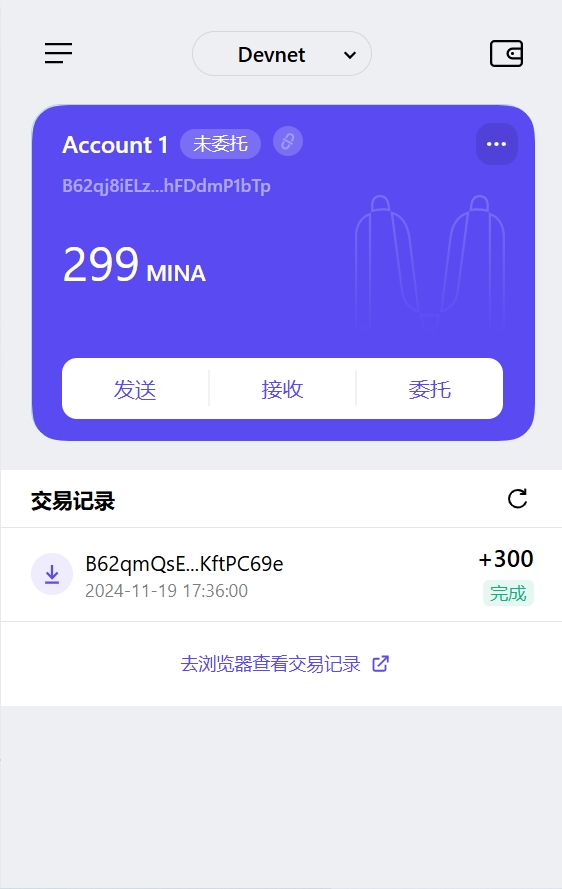 Devnet
Account 1 未委托
B62qj8iELz...hFDdmP1bTp
299 MINA
发送 接收 委托
交易记录
B62qmQsE...KftPC69e +300
2024-11-19 17:36:00 完成
去浏览器查看交易记录